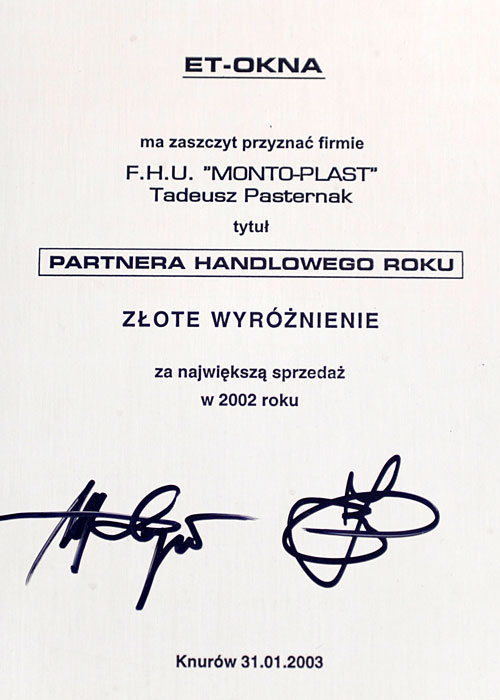 ET-OKNA
ma zaszczyt przyznać firmie
F.H.U. "MONTO-PLAST"
Tadeusz Pasternak
tytuł
PARTNERA HANDLOWEGO ROKU
ZŁOTE WYRÓŻNIENIE
za największą sprzedaż
w 2002 roku
Knurów 31.01.2003